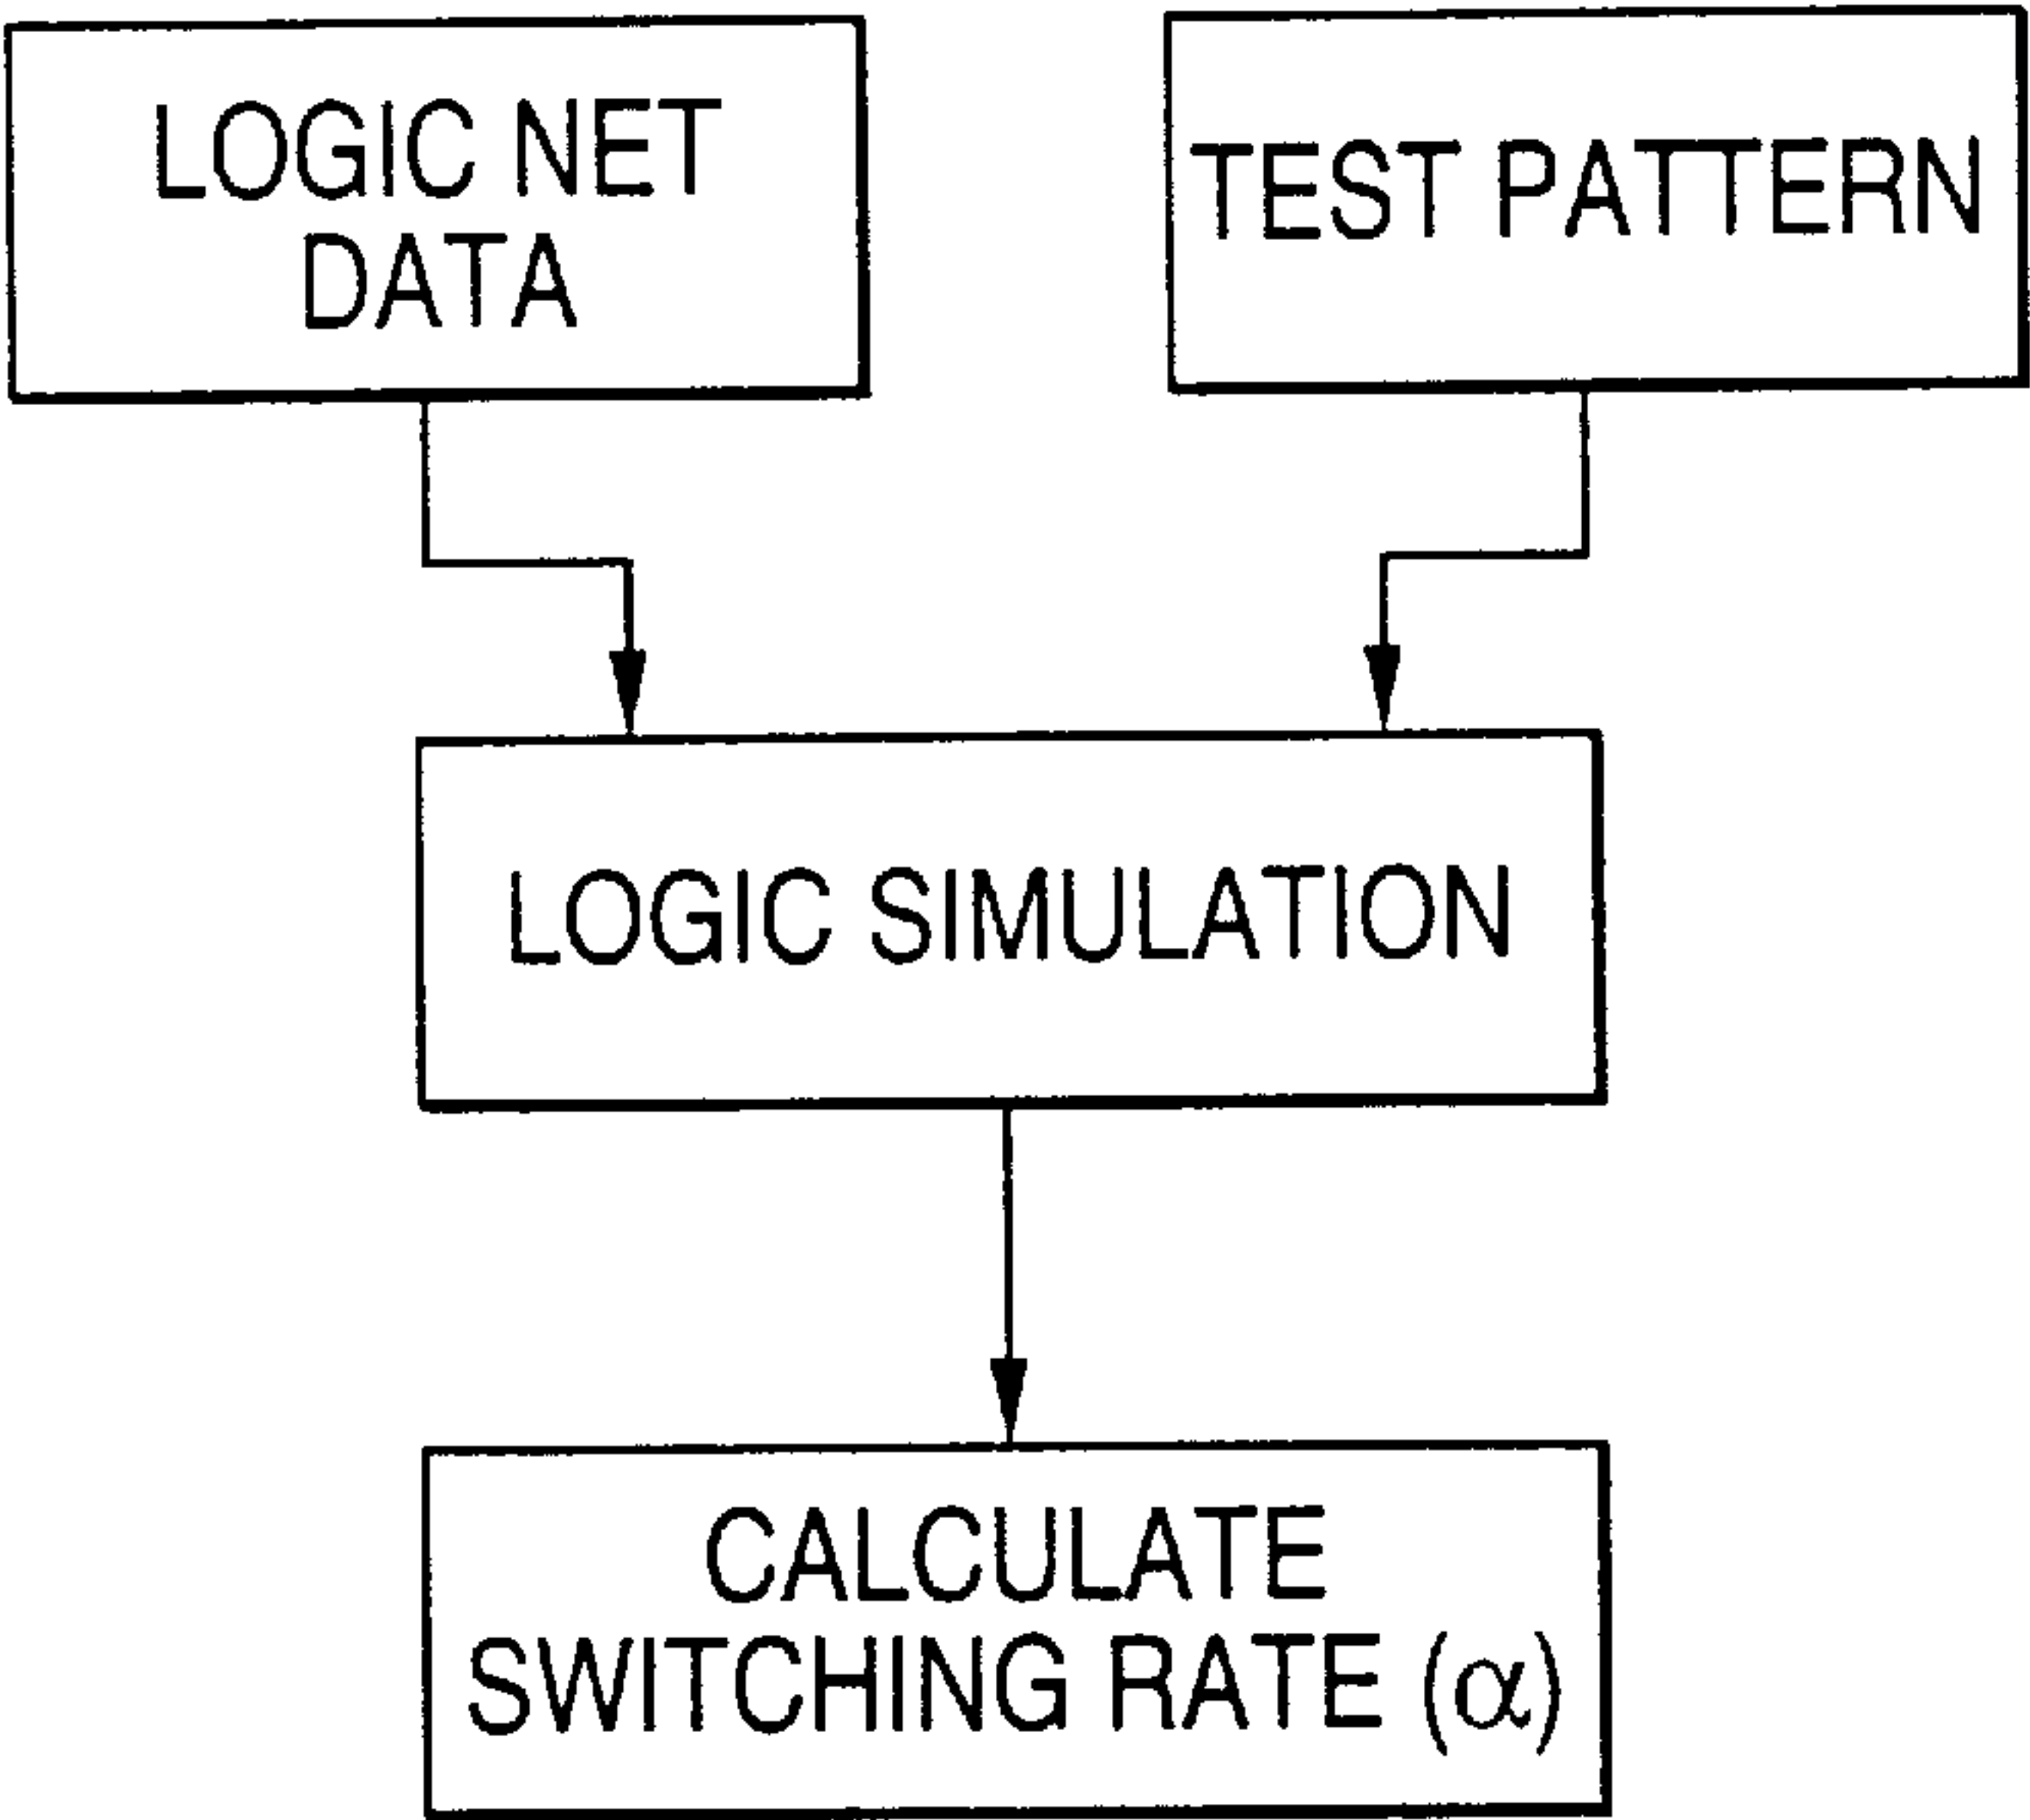 LOGIC NET
DATA
TEST PATTERN
LOGIC SIMULATION
CALCULATE
SWITCHING RATE (α)